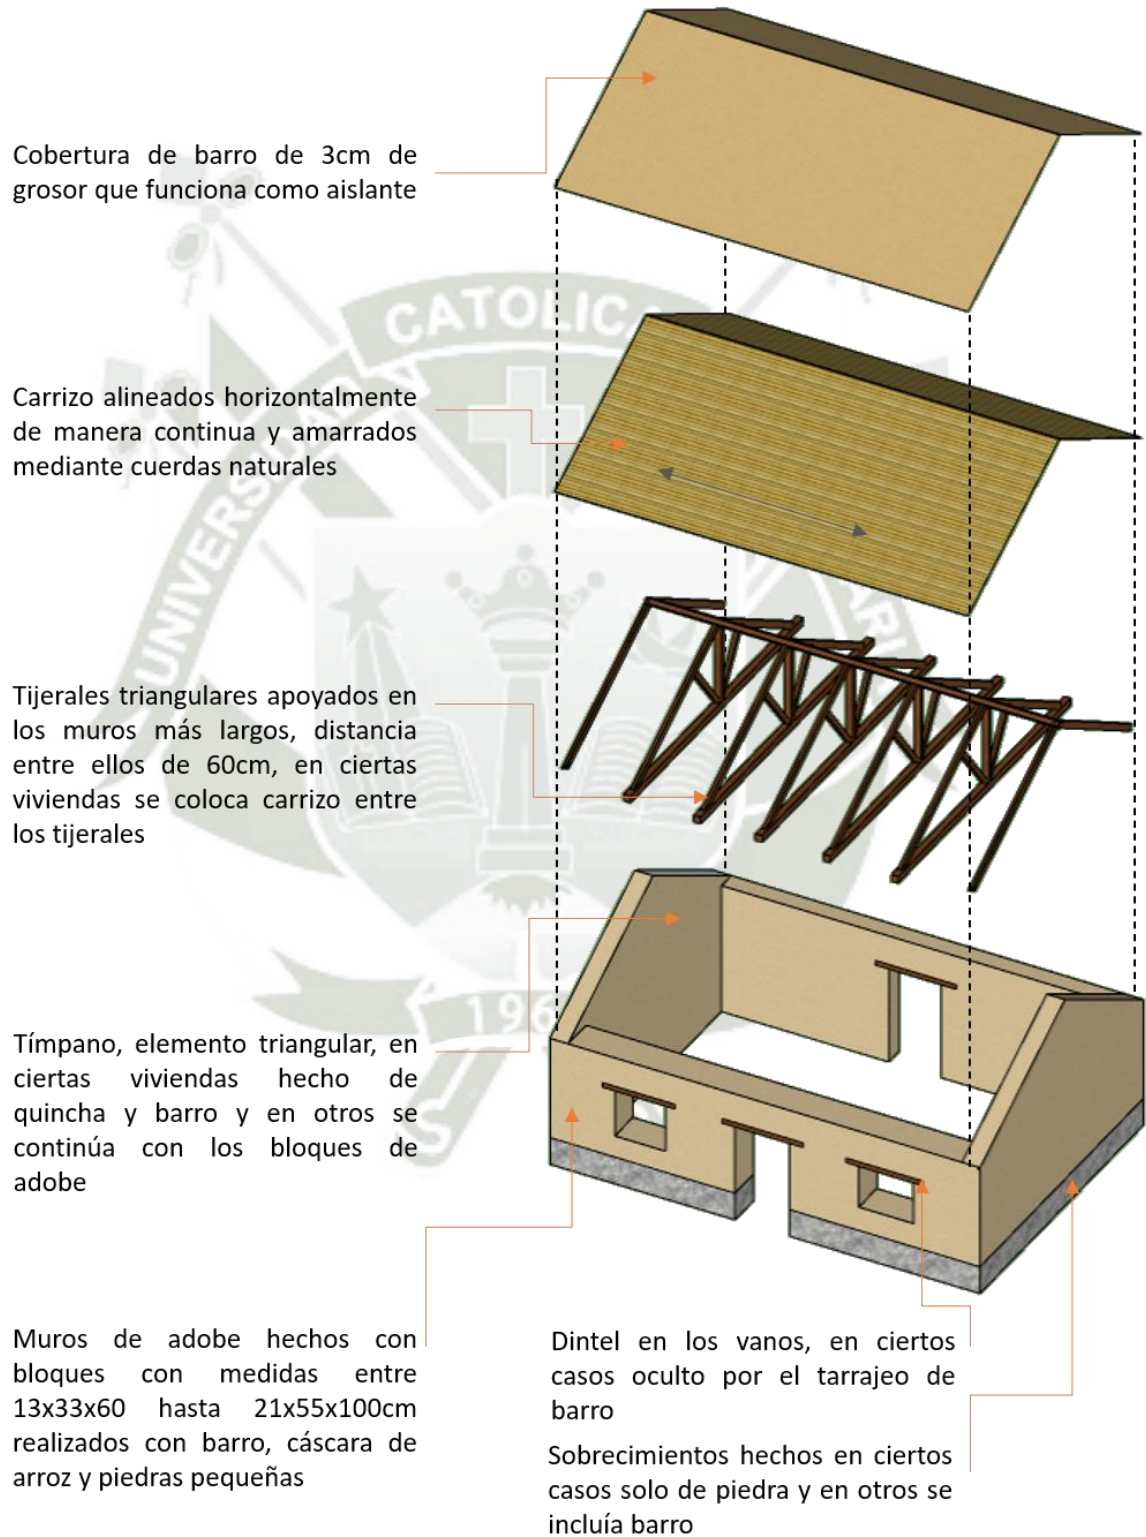 Cobertura de barro de 3cm de
grosor que funciona como aislante
Carrizo alineados horizontalmente
de manera continua y amarrados
mediante cuerdas naturales
Tijerales triangulares apoyados en
los muros más largos, distancia
entre ellos de 60cm, en ciertas
viviendas se coloca carrizo entre
los tijerales
Tímpano, elemento triangular, en
ciertas viviendas hecho de
quincha y barro y en otros se
continúa con los bloques de
adobe
Muros de adobe hechos con
bloques con medidas entre
13x33x60 hasta 21x55x100cm
realizados con barro, cáscara de
arroz y piedras pequeñas
Dintel en los vanos, en ciertos
casos oculto por el tarrajeo de
barro
Sobrecimientos hechos en ciertos
casos solo de piedra y en otros se
incluía barro